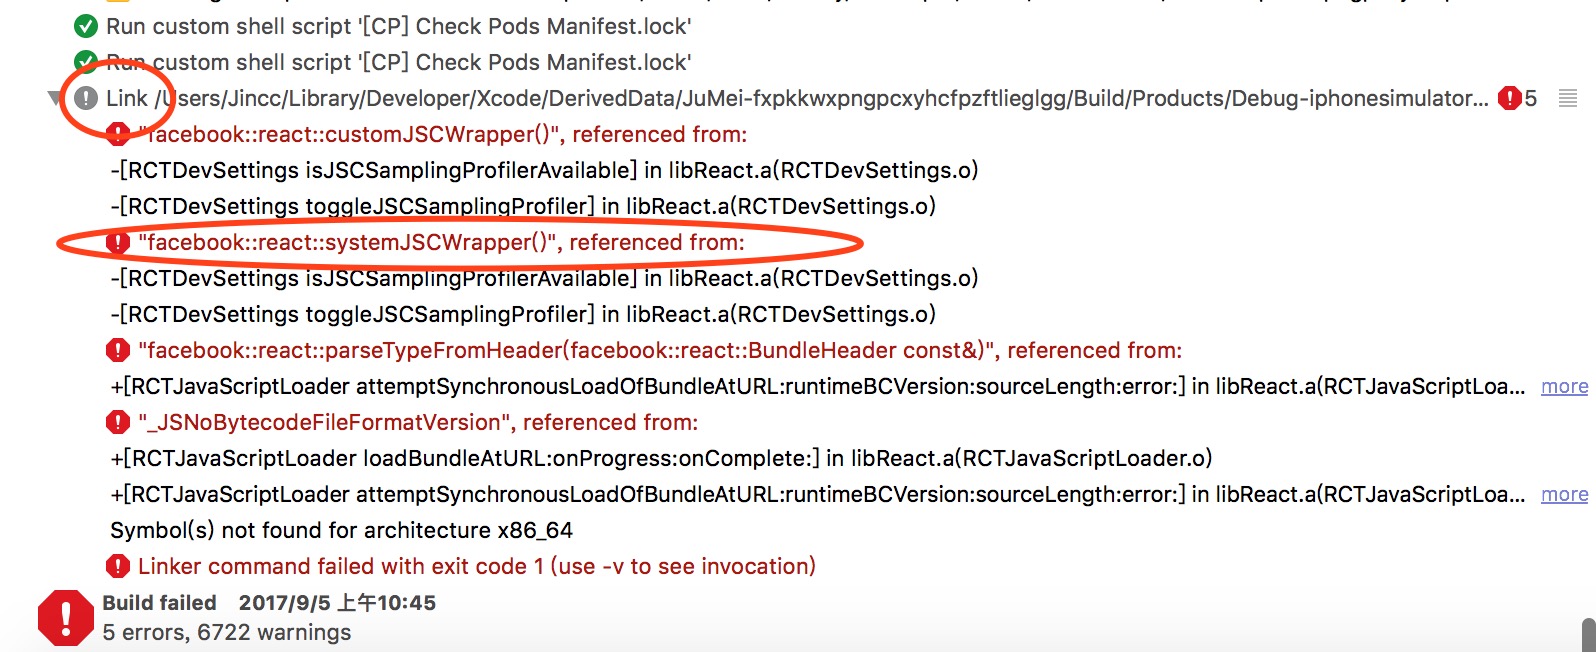 Run custom shell script '[CP] Check Pods Manifest.lock'
Run custom shell script '[CP] Check Pods Manifest.lock'
Link /Users/Jincc/Library/Developer/Xcode/DerivedData/JuMei-fxpkkwxpngpcxyhcfpzftlieglgg/Build/Products/Debug-iphonesimulator... 5
"facebook::react::customJSCWrapper()", referenced from:
-[RCTDevSettings isJSCSamplingProfilerAvailable] in libReact.a(RCTDevSettings.o)
-[RCTDevSettings toggleJSCSamplingProfiler] in libReact.a(RCTDevSettings.o)
"facebook::react::systemJSCWrapper()", referenced from:
-[RCTDevSettings isJSCSamplingProfilerAvailable] in libReact.a(RCTDevSettings.o)
-[RCTDevSettings toggleJSCSamplingProfiler] in libReact.a(RCTDevSettings.o)
"facebook::react::parseTypeFromHeader(facebook::react::BundleHeader const&)", referenced from:
+[RCTJavaScriptLoader attemptSynchronousLoadOfBundleAtURL:runtimeBCVersion:sourceLength:error:] in libReact.a(RCTJavaScriptLoa... more
"_JSNoBytecodeFileFormatVersion", referenced from:
+[RCTJavaScriptLoader loadBundleAtURL:onProgress:onComplete:] in libReact.a(RCTJavaScriptLoader.o)
+[RCTJavaScriptLoader attemptSynchronousLoadOfBundleAtURL:runtimeBCVersion:sourceLength:error:] in libReact.a(RCTJavaScriptLoa... more
Symbol(s) not found for architecture x86_64
Linker command failed with exit code 1 (use -v to see invocation)
Build failed 2017/9/5 上午10:45
5 errors, 6722 warnings